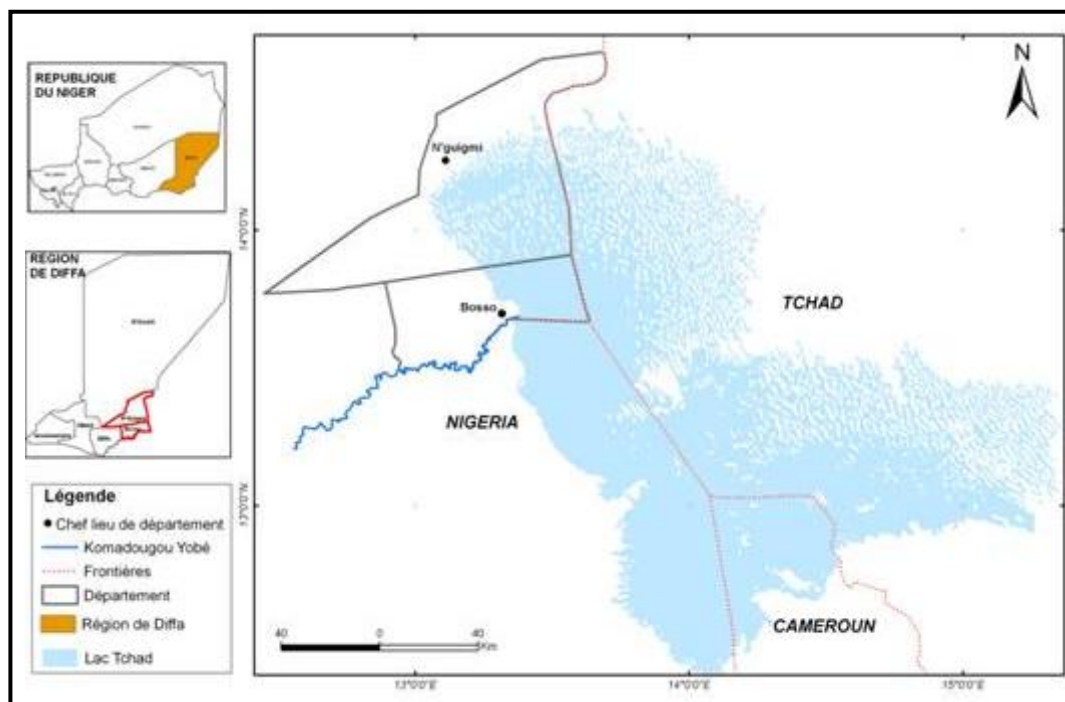 REPUBLIQUE
DU NIGER
RÉGION
DE DIFFA
Légende
Chef lieu de département
Komadougou Yobé
Frontières
Département
Région de Diffa
Lac Tchad
N
N'guigmi
Bosso
TCHAD
NIGERIA
CAMEROUN
14°0'0"N
13°0'0"N
40 0 40
Km
13°0'0"E
14°0'0"E
15°0'0"E